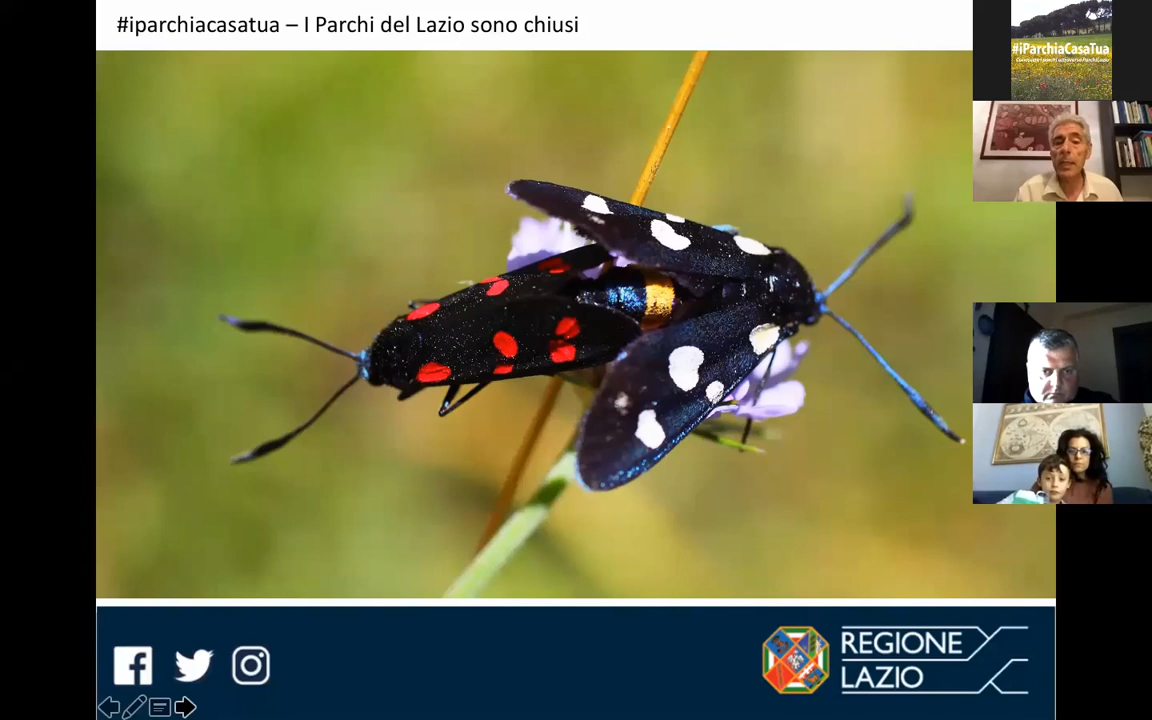 #iparchiacasatua – I Parchi del Lazio sono chiusi
#iParchiaCasaTua
REGIONE
LAZIO